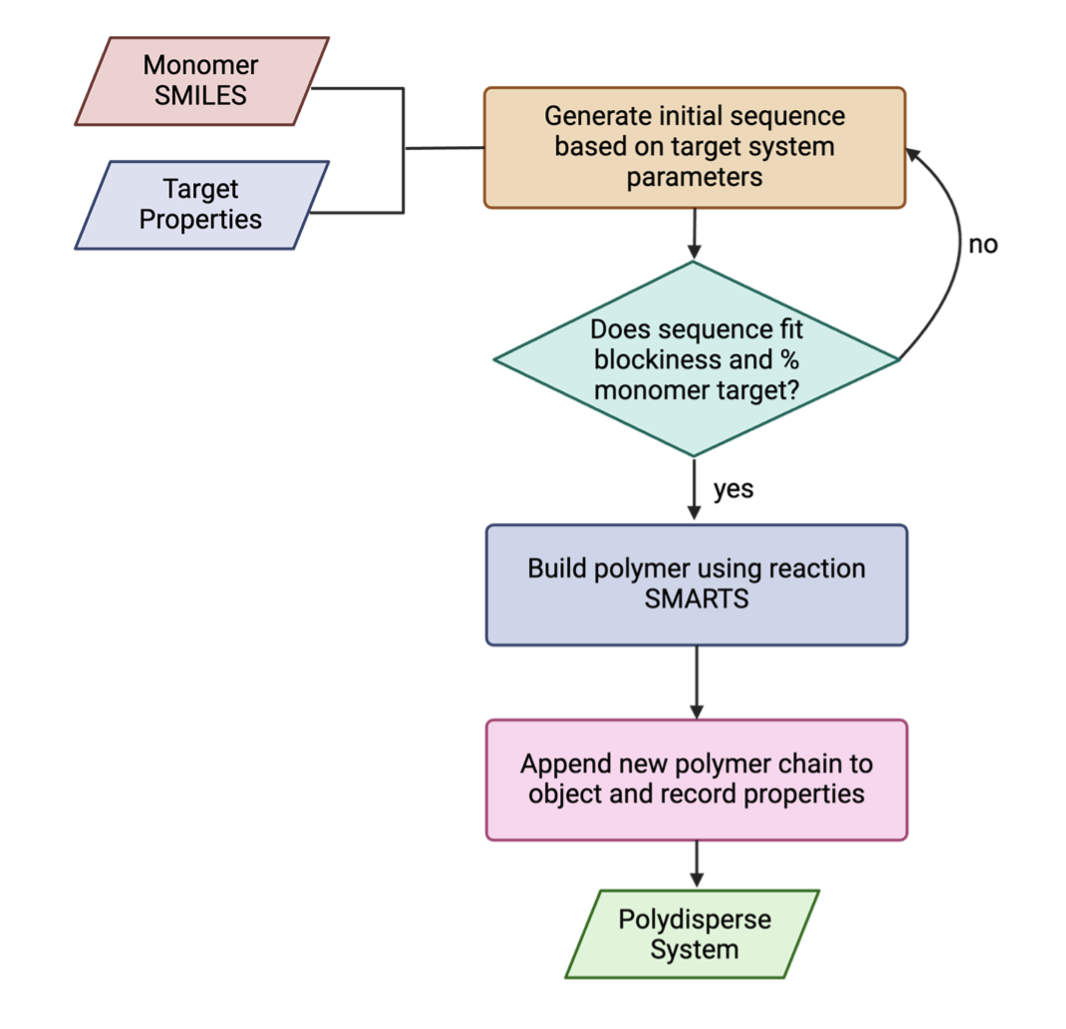 Monomer
SMILES
Target
Properties
Generate initial sequence
based on target system
parameters
no
Does sequence fit
blockiness and %
monomer target?
yes
Build polymer using reaction
SMARTS
Append new polymer chain to
object and record properties
Polydisperse
System